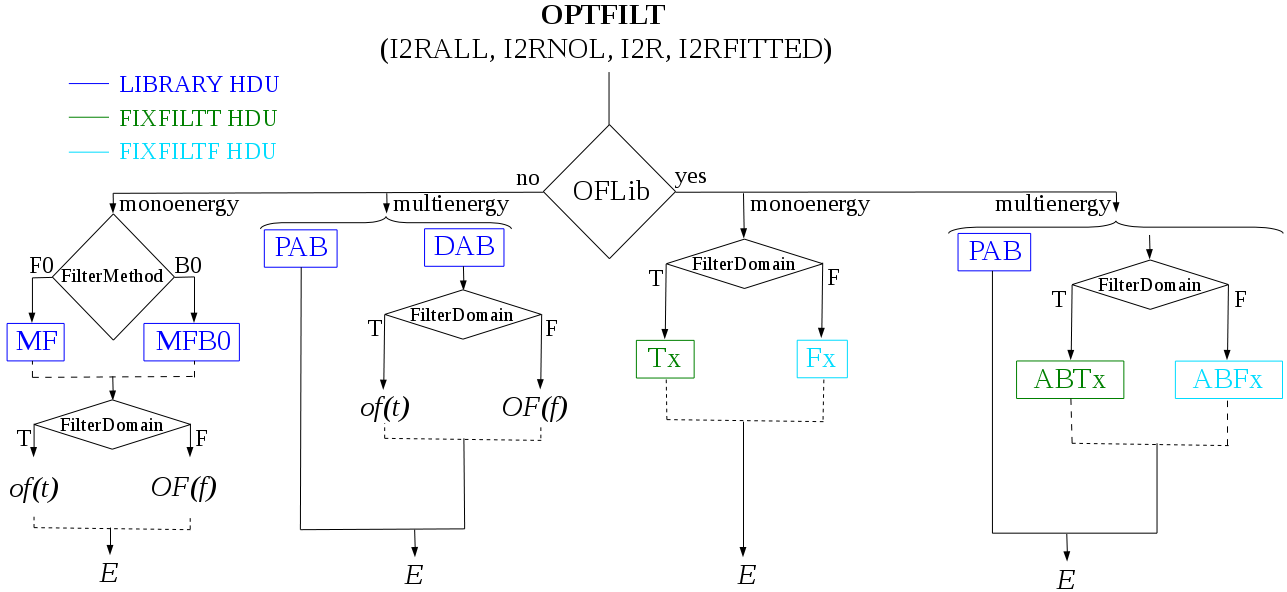 OPTFILT
(I2RALL, I2RNOL, I2R, I2RFITTED)
LIBRARY HDU
FIXFILTT HDU
FIXFILTF HDU
OFLib
no
yes
monoenergy
multienergy
monoenergy
multienergy
FilterMethod
F0
B0
MF
MFB0
FilterDomain
T
F
of(t)
OF(f)
E
PAB
DAB
FilterDomain
T
F
of(t)
OF(f)
E
FilterDomain
T
F
Tx
Fx
E
PAB
FilterDomain
T
F
ABTx
ABFx
E